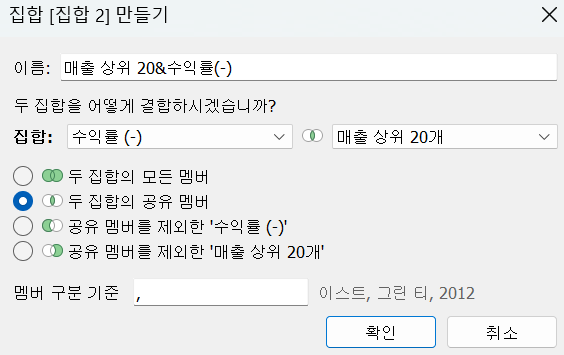 집합 [집합 2] 만들기
이름: 매출 상위 20&수익률(-)
두 집합을 어떻게 결합하시겠습니까?
집합: 수익률 (-) 매출 상위 20개
두 집합의 모든 멤버
두 집합의 공유 멤버
공유 멤버를 제외한 '수익률 (-)'
공유 멤버를 제외한 '매출 상위 20개'
멤버 구분 기준 , 이스트, 그린 티, 2012
확인 취소